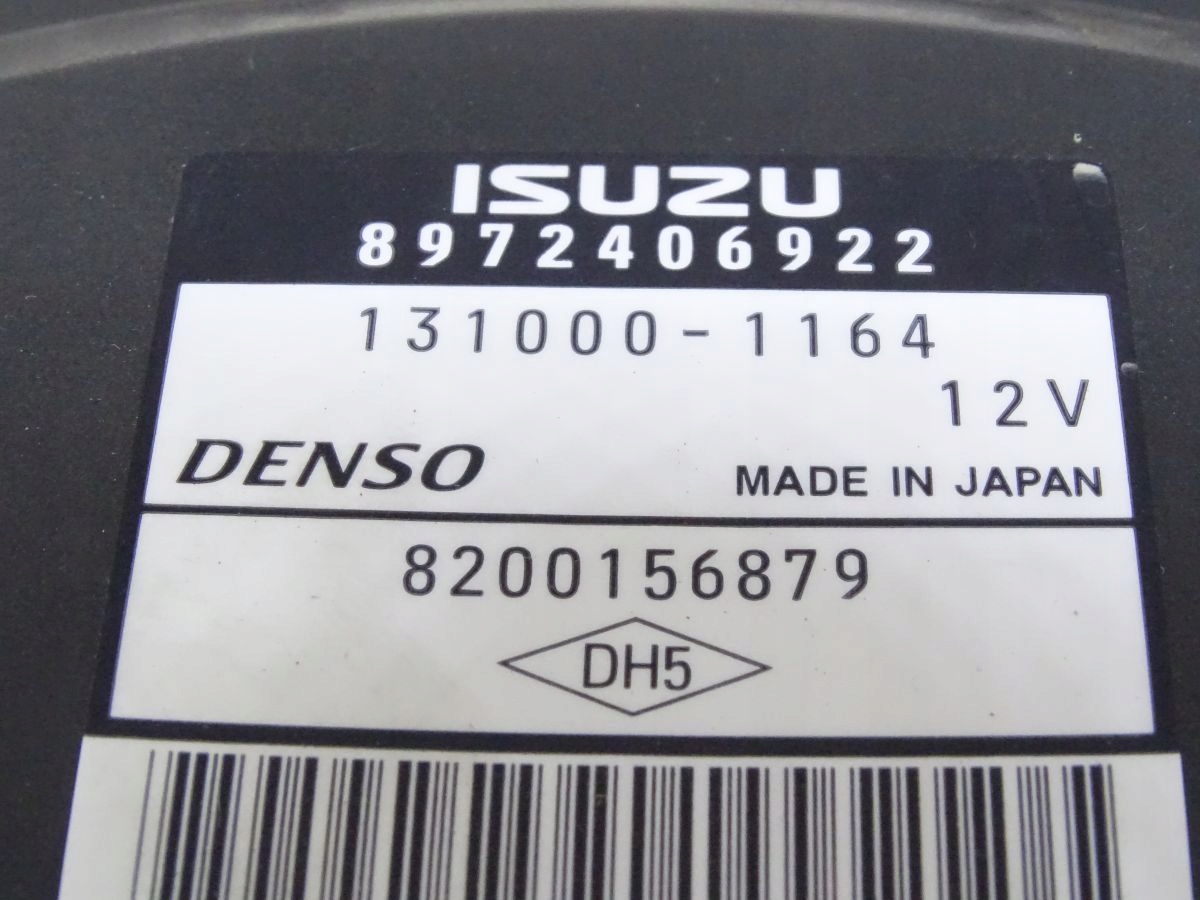 ISUZU
8972406922
131000-1164
12V
DENSO MADE IN JAPAN
8200156879
DH5